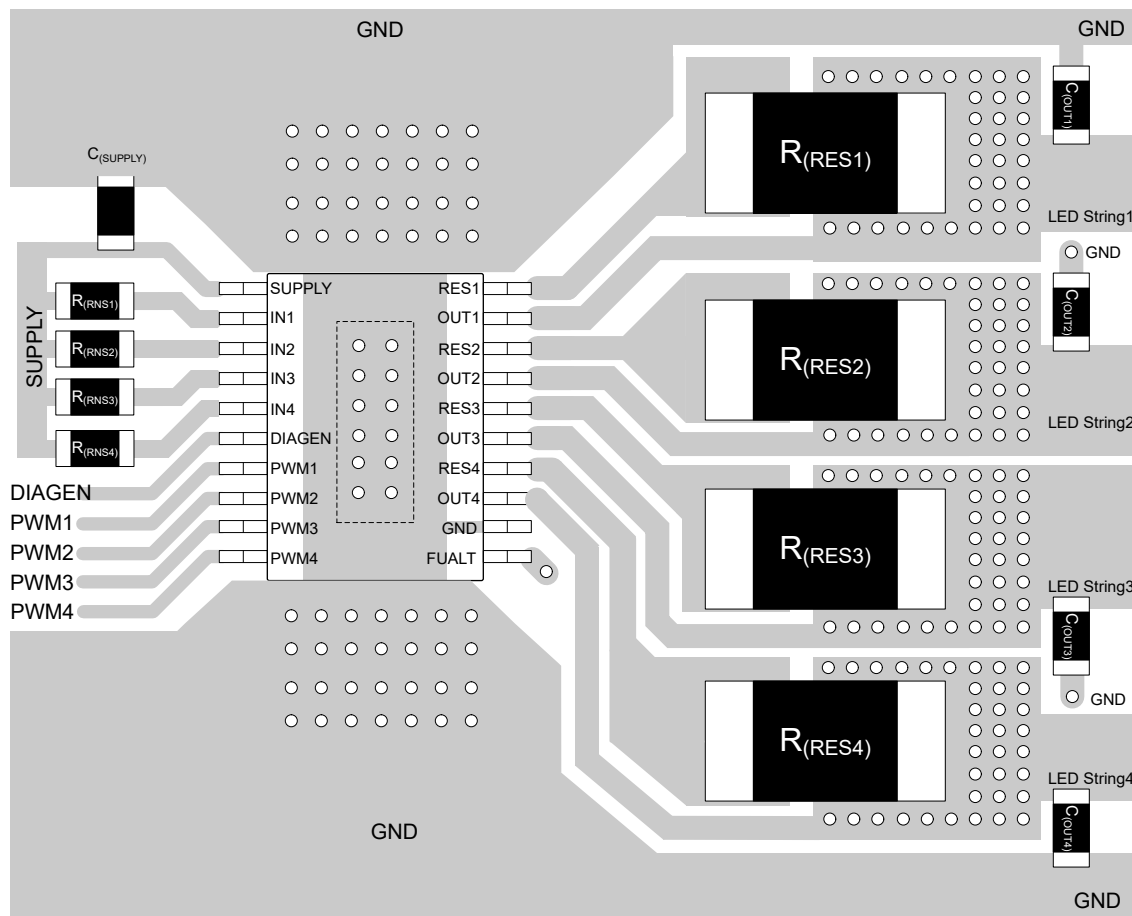 GND
GND
C(SUPPLY)
C(OUT1)
R(RES1)
LED String1
GND
SUPPLY
R(RNS1)
R(RNS2)
R(RNS3)
R(RNS4)
SUPPLY
IN1
IN2
IN3
IN4
DIAGEN
PWM1
PWM2
PWM3
PWM4
RES1
OUT1
RES2
OUT2
RES3
OUT3
RES4
OUT4
GND
FUALT
C(OUT2)
R(RES2)
LED String2
DIAGEN
PWM1
PWM2
PWM3
PWM4
R(RES3)
LED String3
C(OUT3)
GND
R(RES4)
LED String4
C(OUT4)
GND
GND